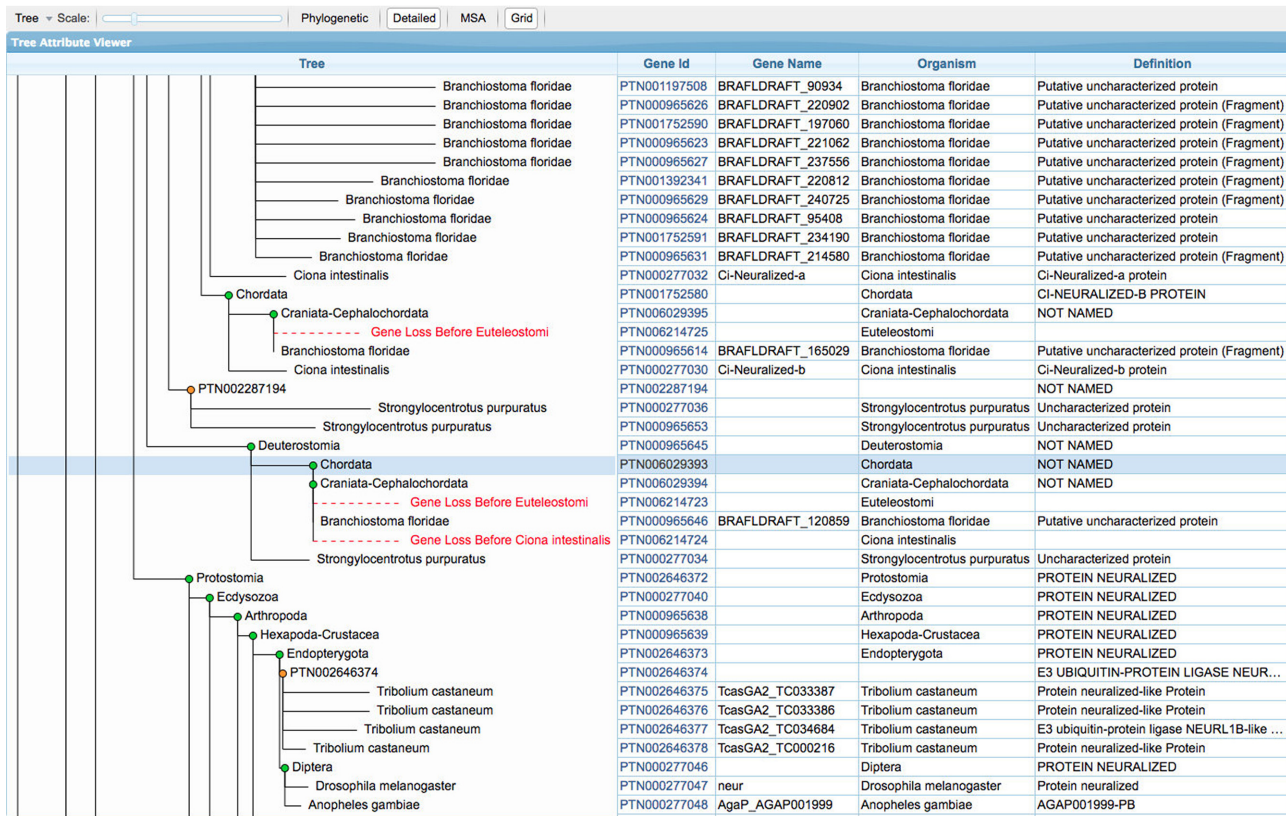 Tree Scale: Phylogenetic Detailed MSA Grid
Tree Attribute Viewer
Tree Gene Id Gene Name Organism Definition
Branchiostoma floridae PTN001197508 BRAFLDRAFT_90934 Branchiostoma floridae Putative uncharacterized protein
Branchiostoma floridae PTN000965626 BRAFLDRAFT_220902 Branchiostoma floridae Putative uncharacterized protein (Fragment)
Branchiostoma floridae PTN001752590 BRAFLDRAFT_197060 Branchiostoma floridae Putative uncharacterized protein (Fragment)
Branchiostoma floridae PTN000965623 BRAFLDRAFT_221062 Branchiostoma floridae Putative uncharacterized protein (Fragment)
Branchiostoma floridae PTN000965627 BRAFLDRAFT_237556 Branchiostoma floridae Putative uncharacterized protein (Fragment)
Branchiostoma floridae PTN001392341 BRAFLDRAFT_220812 Branchiostoma floridae Putative uncharacterized protein (Fragment)
Branchiostoma floridae PTN000965629 BRAFLDRAFT_240725 Branchiostoma floridae Putative uncharacterized protein (Fragment)
Branchiostoma floridae PTN000965624 BRAFLDRAFT_95408 Branchiostoma floridae Putative uncharacterized protein
Branchiostoma floridae PTN001752591 BRAFLDRAFT_234190 Branchiostoma floridae Putative uncharacterized protein
Branchiostoma floridae PTN000965631 BRAFLDRAFT_214580 Branchiostoma floridae Putative uncharacterized protein (Fragment)
Ciona intestinalis PTN000277032 Ci-Neuralized-a Ciona intestinalis Ci-Neuralized-a protein
Chordata PTN001752580 Chordata CI-NEURALIZED-B PROTEIN
Craniata-Cephalochordata PTN006029395 Craniata-Cephalochordata NOT NAMED
Gene Loss Before Euteleostomi PTN006214725 Euteleostomi
Branchiostoma floridae PTN000965614 BRAFLDRAFT_165029 Branchiostoma floridae Putative uncharacterized protein (Fragment)
Ciona intestinalis PTN000277030 Ci-Neuralized-b Ciona intestinalis Ci-Neuralized-b protein
PTN002287194 PTN002287194 NOT NAMED
Strongylocentrotus purpuratus PTN000277036 Strongylocentrotus purpuratus Uncharacterized protein
Strongylocentrotus purpuratus PTN000965653 Strongylocentrotus purpuratus Uncharacterized protein
Deuterostomia PTN000965645 Deuterostomia NOT NAMED
Chordata PTN006029393 Chordata NOT NAMED
Craniata-Cephalochordata PTN006029394 Craniata-Cephalochordata NOT NAMED
Gene Loss Before Euteleostomi PTN006214723 Euteleostomi
Branchiostoma floridae PTN000965646 BRAFLDRAFT_120859 Branchiostoma floridae Putative uncharacterized protein
Gene Loss Before Ciona intestinalis PTN006214724 Ciona intestinalis
Strongylocentrotus purpuratus PTN000277034 Strongylocentrotus purpuratus Uncharacterized protein
Protostomia PTN002646372 Protostomia PROTEIN NEURALIZED
Ecdysozoa PTN000277040 Ecdysozoa PROTEIN NEURALIZED
Arthropoda PTN000965638 Arthropoda PROTEIN NEURALIZED
Hexapoda-Crustacea PTN000965639 Hexapoda-Crustacea PROTEIN NEURALIZED
Endopterygota PTN002646373 Endopterygota PROTEIN NEURALIZED
PTN002646374 PTN002646374 E3 UBIQUITIN-PROTEIN LIGASE NEUR...
Tribolium castaneum PTN002646375 TcasGA2_TC033387 Tribolium castaneum Protein neuralized-like Protein
Tribolium castaneum PTN002646376 TcasGA2_TC033386 Tribolium castaneum Protein neuralized-like Protein
Tribolium castaneum PTN002646377 TcasGA2_TC034684 Tribolium castaneum E3 ubiquitin-protein ligase NEURL1B-like ...
Tribolium castaneum PTN002646378 TcasGA2_TC000216 Tribolium castaneum Protein neuralized-like Protein
Diptera PTN000277046 Diptera PROTEIN NEURALIZED
Drosophila melanogaster PTN000277047 neur Drosophila melanogaster Protein neuralized
Anopheles gambiae PTN000277048 AgaP_AGAP001999 Anopheles gambiae AGAP001999-PB